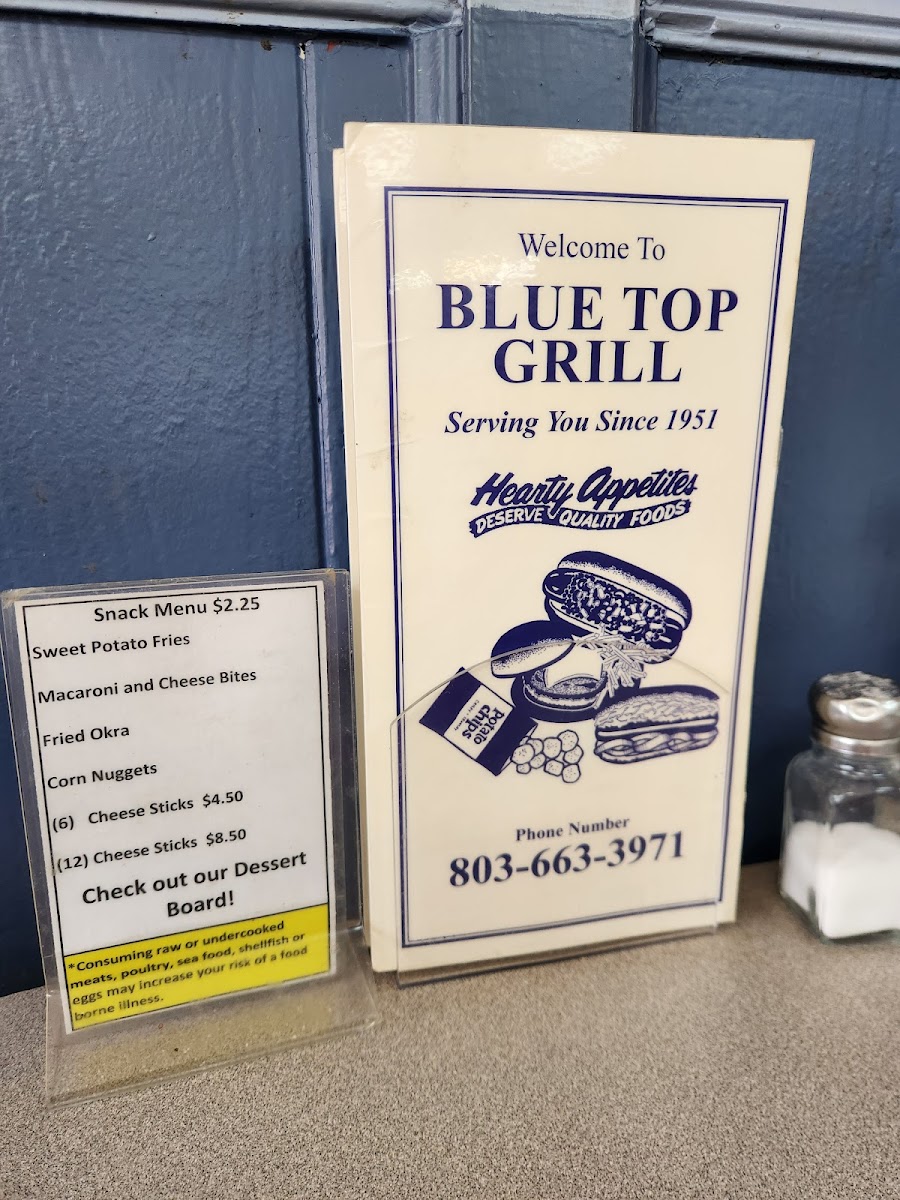 Snack Menu $2.25
Sweet Potato Fries
Macaroni and Cheese Bites
Fried Okra
Corn Nuggets
(6) Cheese Sticks $4.50
(12) Cheese Sticks $8.50
Check out our Dessert
Board!
*Consuming raw or undercooked
meats, poultry, sea food, shellfish or
eggs may increase your risk of a food
borne illness.
Welcome To
BLUE TOP
GRILL
Serving You Since 1951
Hearty Appetites
DESERVE QUALITY FOODS
potato
chips
Phone Number
803-663-3971